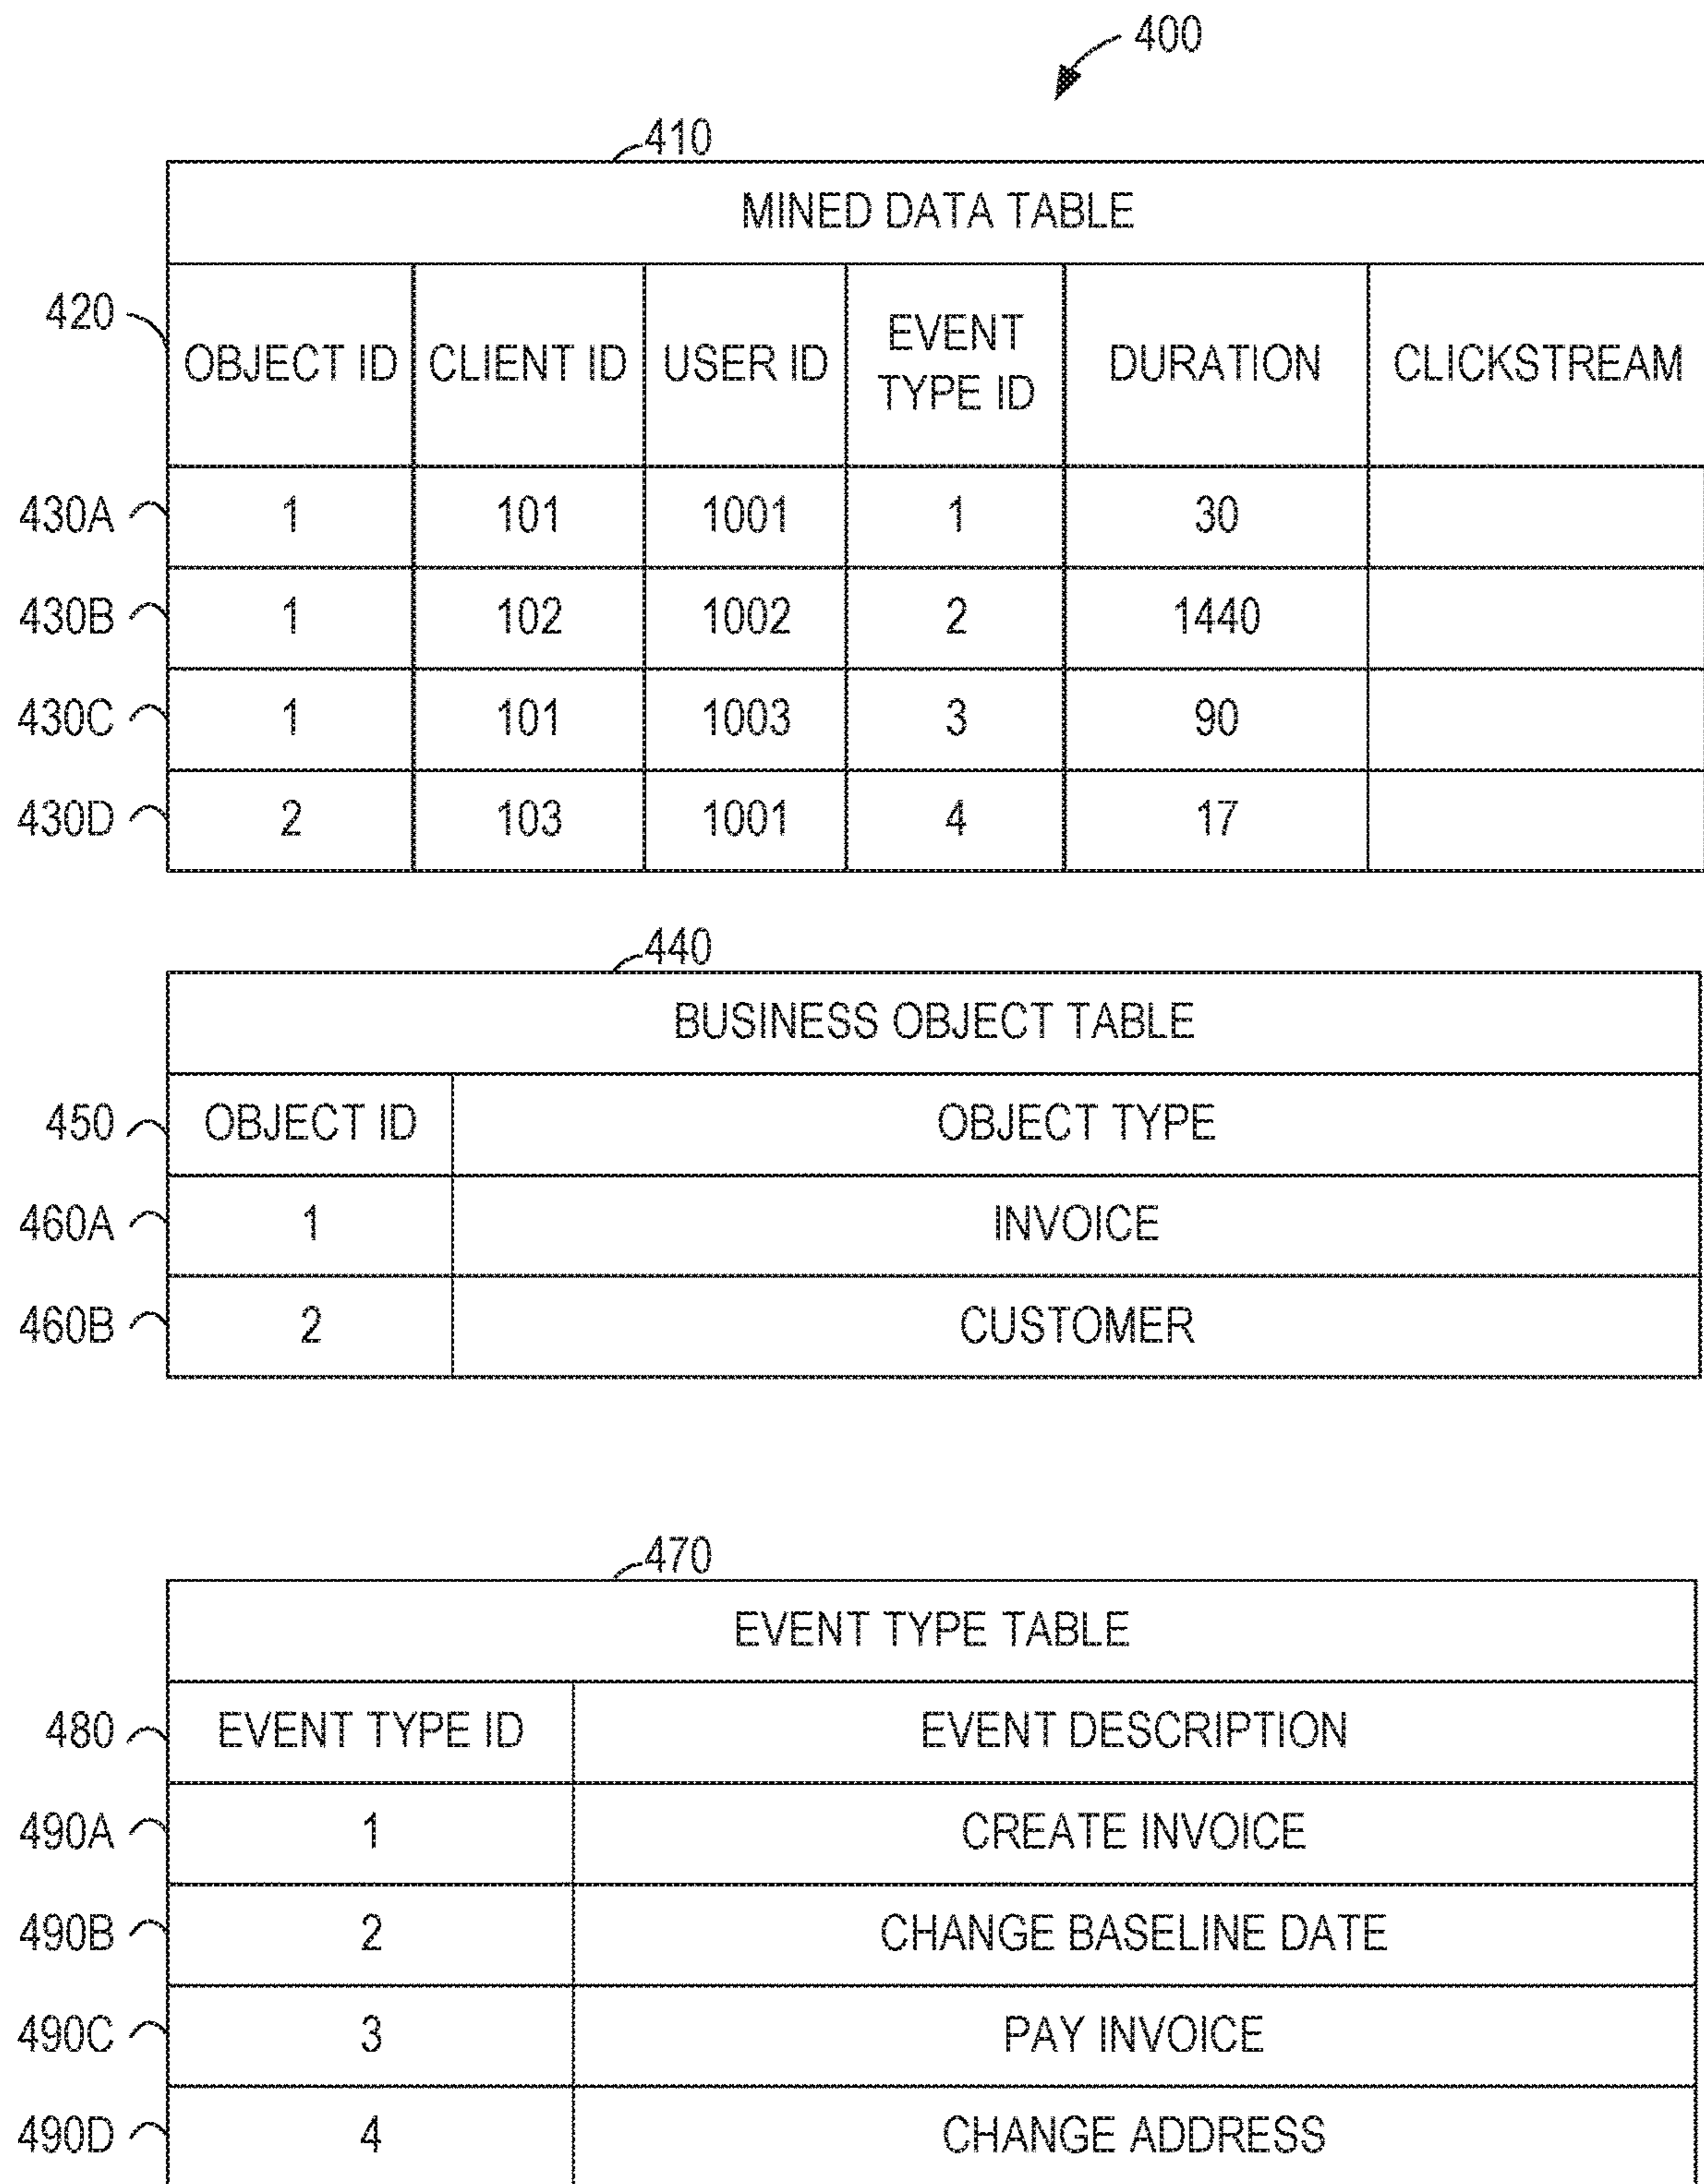 400
410
MINED DATA TABLE
420 OBJECT ID CLIENT ID USER ID EVENT TYPE ID DURATION CLICKSTREAM
430A 1 101 1001 1 30
430B 1 102 1002 2 1440
430C 1 101 1003 3 90
430D 2 103 1001 4 17
440
BUSINESS OBJECT TABLE
450 OBJECT ID OBJECT TYPE
460A 1 INVOICE
460B 2 CUSTOMER
470
EVENT TYPE TABLE
480 EVENT TYPE ID EVENT DESCRIPTION
490A 1 CREATE INVOICE
490B 2 CHANGE BASELINE DATE
490C 3 PAY INVOICE
490D 4 CHANGE ADDRESS